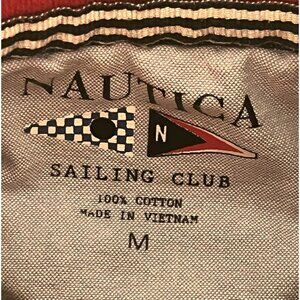 NAUTICA
N
SAILING CLUB
100% COTTON
MADE IN VIETNAM
M